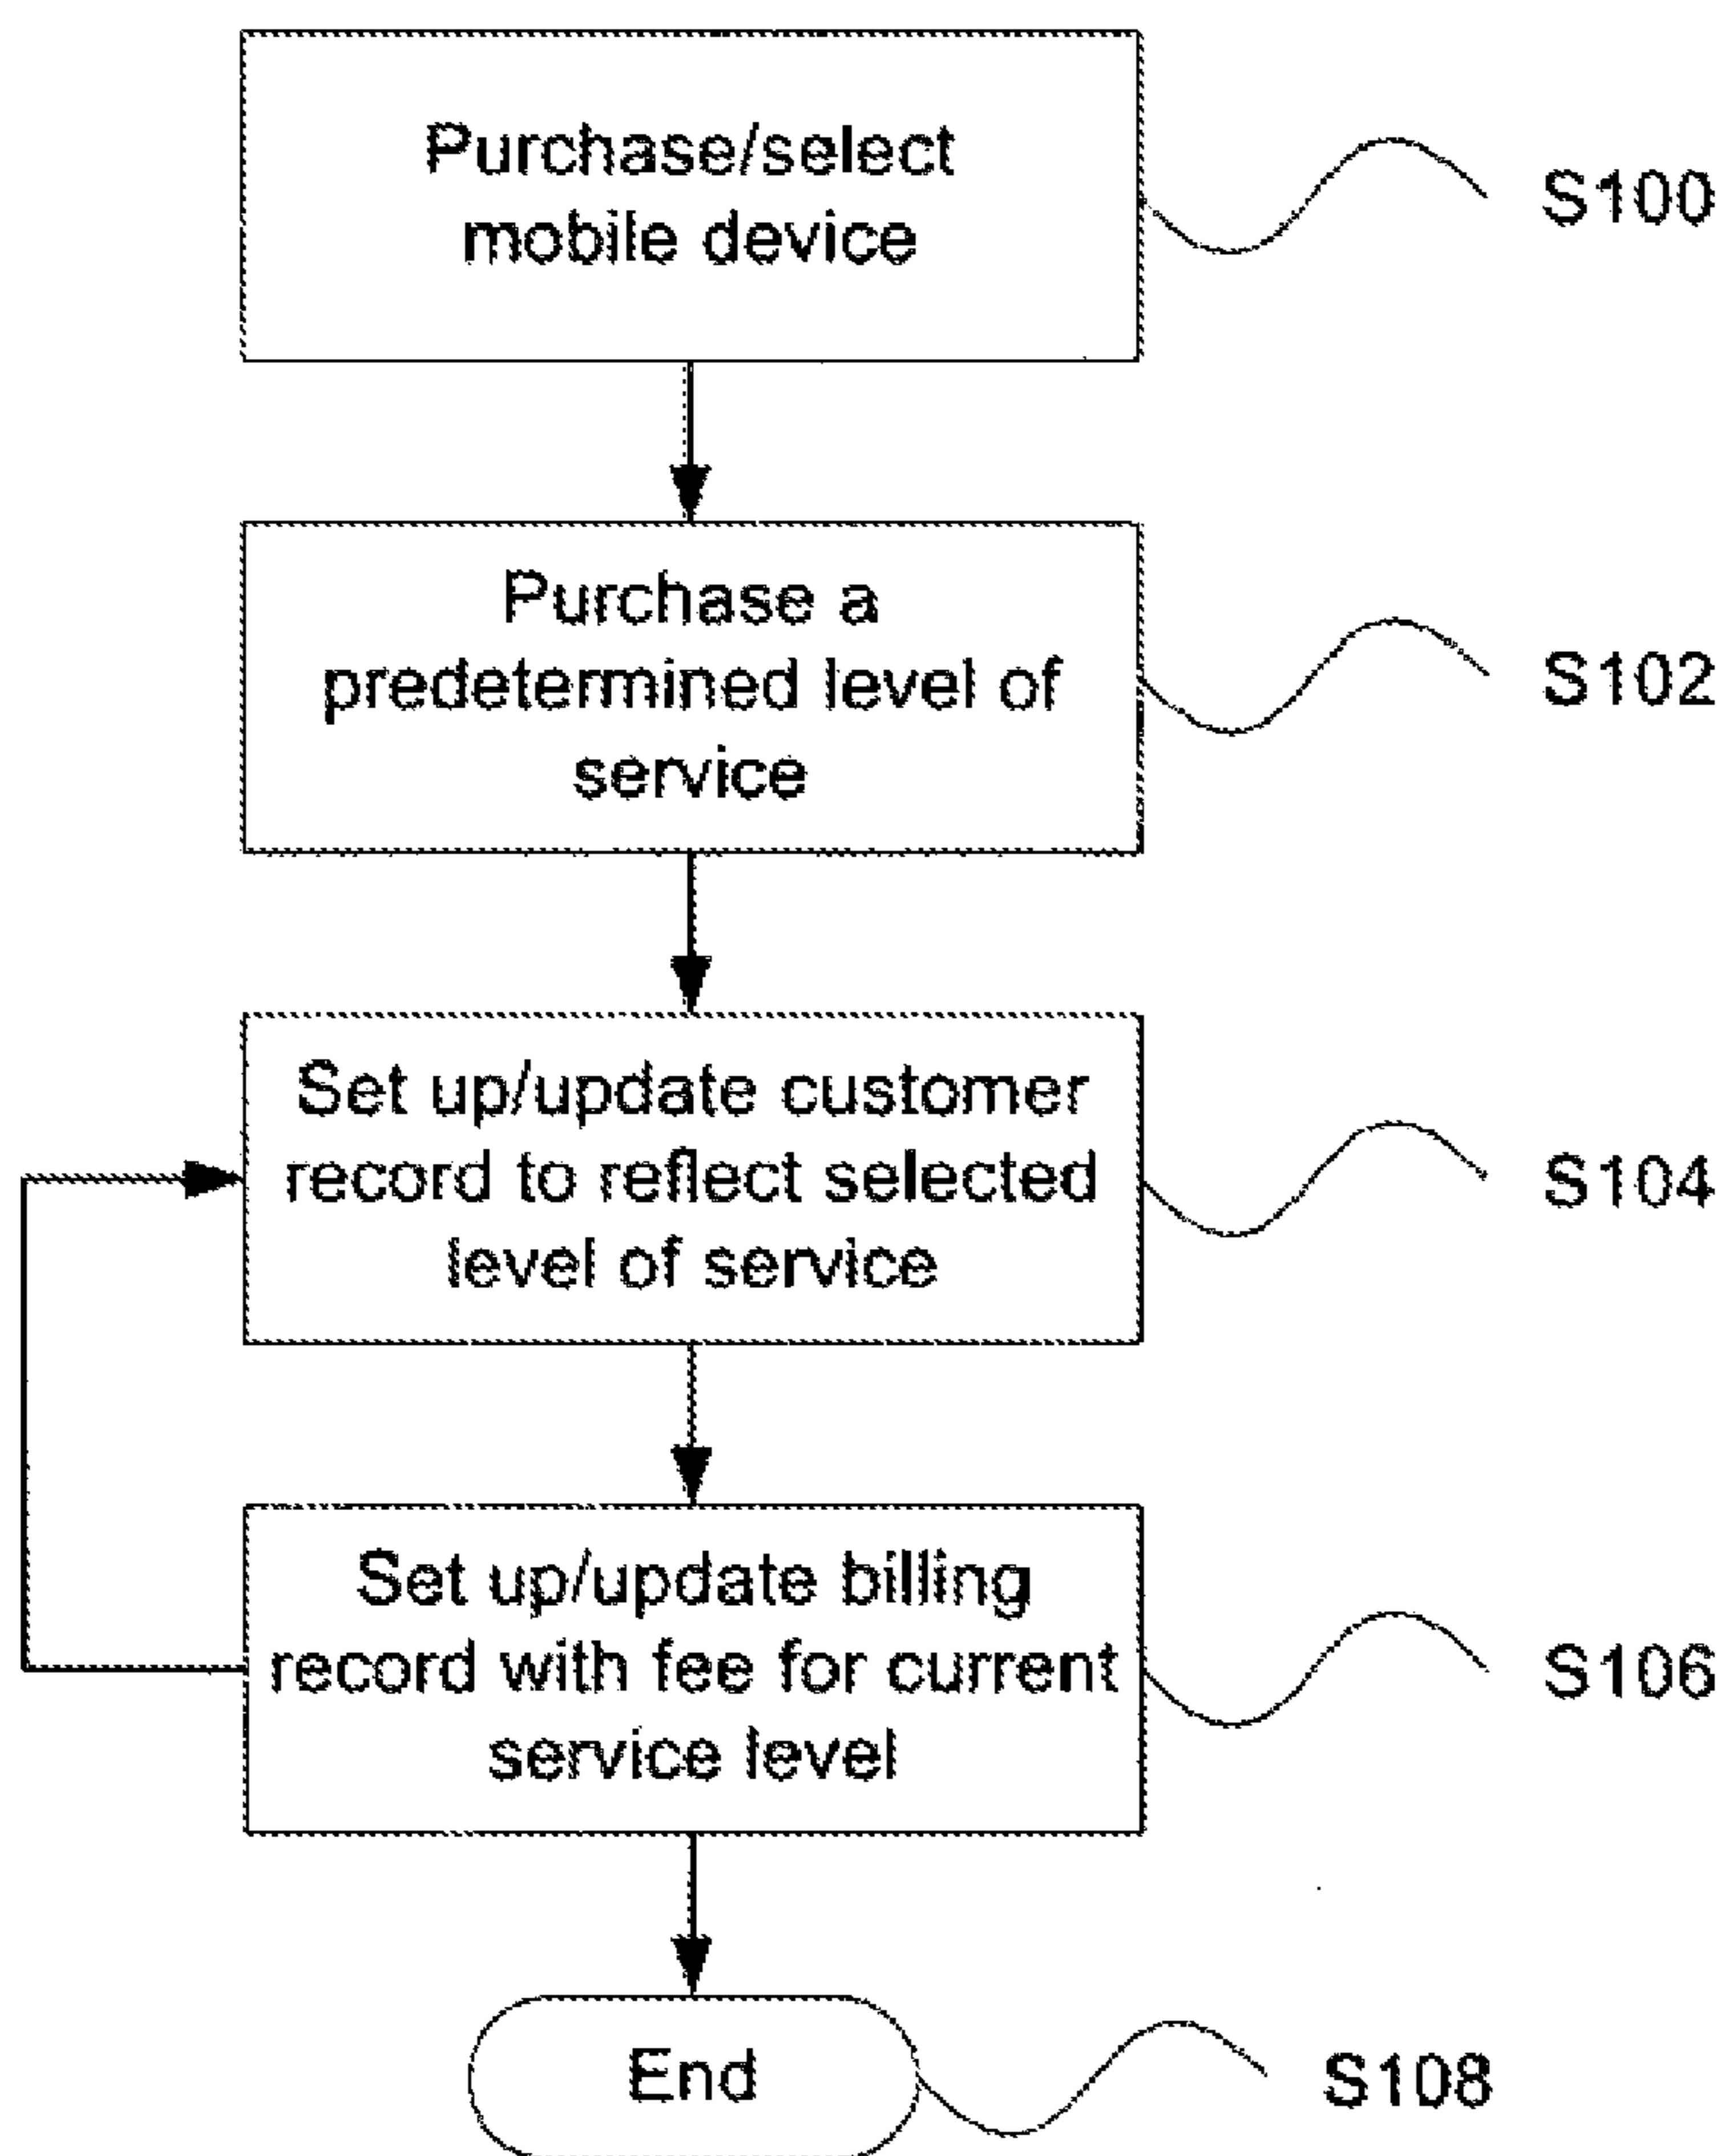 Purchase/select
mobile device
S100
Purchase a
predetermined level of
service
S102
Set up/update customer
record to reflect selected
level of service
S104
Set up/update billing
record with fee for current
service level
S106
End
S108